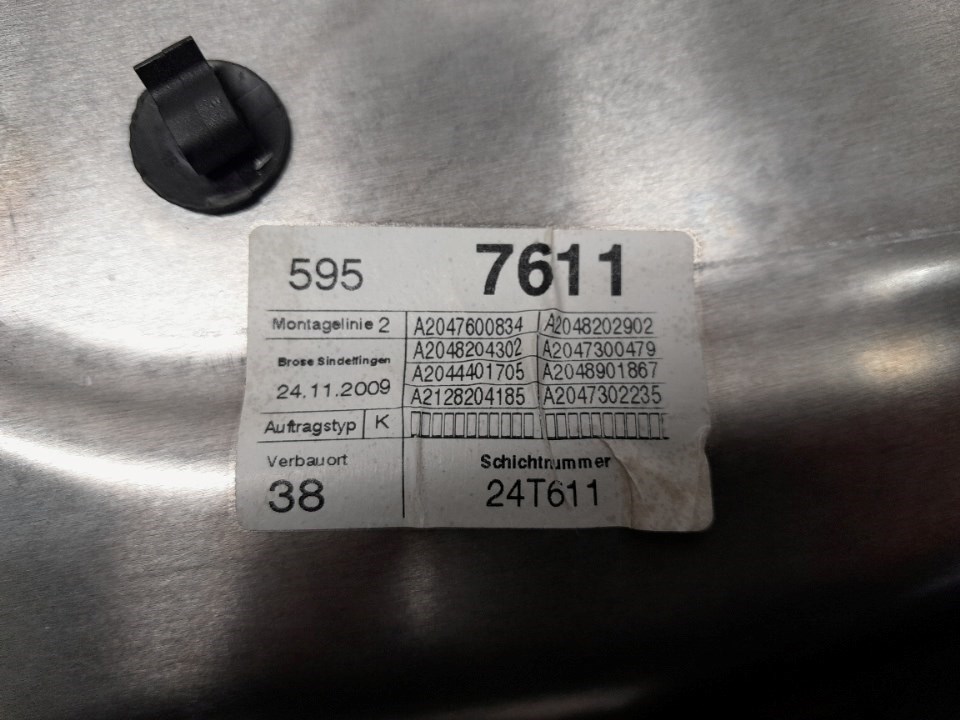 595 7611
Montagelinie 2 A2047600834 A2048202902
A2048204302 A2047300479
Brose Sindelfingen
A2044401705 A2048901867
24.11.2009
A2128204185 A2047302235
Auftragstyp K
Verbauort Schichtnummer
38 24T611